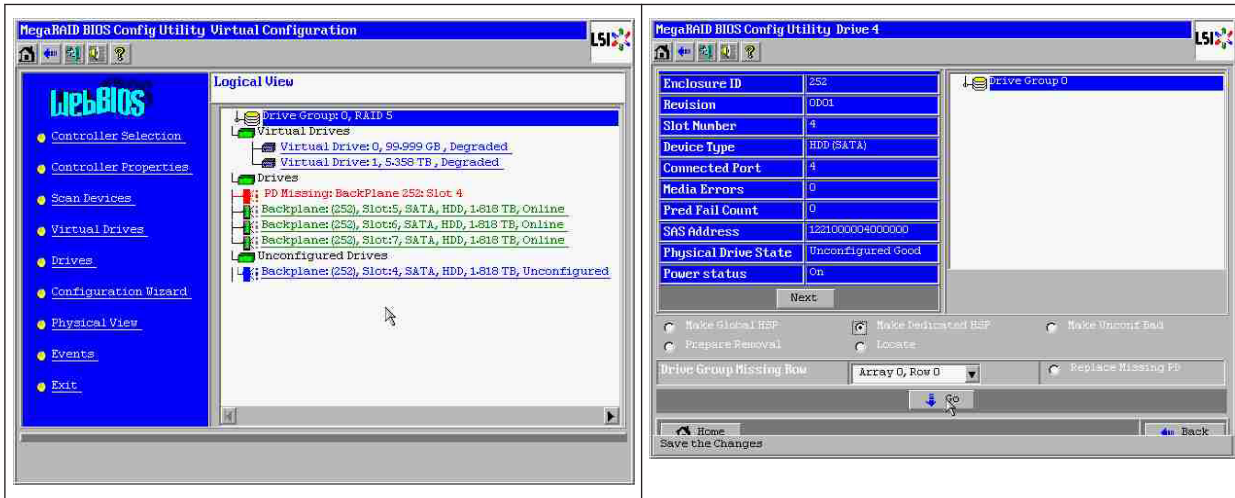 MegaRAID BIOS Config Utility Virtual Configuration
LSI
WebBIOS
Controller Selection
Controller Properties
Scan Devices
Virtual Drives
Drives
Configuration Wizard
Physical View
Events
Exit
Logical View
Drive Group: 0, RAID 5
Virtual Drives
Virtual Drive: 0, 99.999 GB, Degraded
Virtual Drive: 1, 5.358 TB, Degraded
Drives
PD Missing: BackPlane 252: Slot 4
Backplane: (252), Slot:5, SATA, HDD, 1.818 TB, Online
Backplane: (252), Slot:6, SATA, HDD, 1.818 TB, Online
Backplane: (252), Slot:7, SATA, HDD, 1.818 TB, Online
Unconfigured Drives
Backplane: (252), Slot:4, SATA, HDD, 1.818 TB, Unconfigured
MegaRAID BIOS Config Utility Drive 4
LSI
Enclosure ID 252
Revision 0D01
Slot Number 4
Device Type HDD (SATA)
Connected Port 4
Media Errors 0
Pred Fail Count 0
SAS Address 1221000004000000
Physical Drive State Unconfigured Good
Power status On
Next
Drive Group 0
Make Global HSP Make Dedicated HSP Make Unconf Bad
Prepare Removal Locate
Drive Group Missing Row Array 0, Row 0 Replace Missing PD
Go
Home Back
Save the Changes